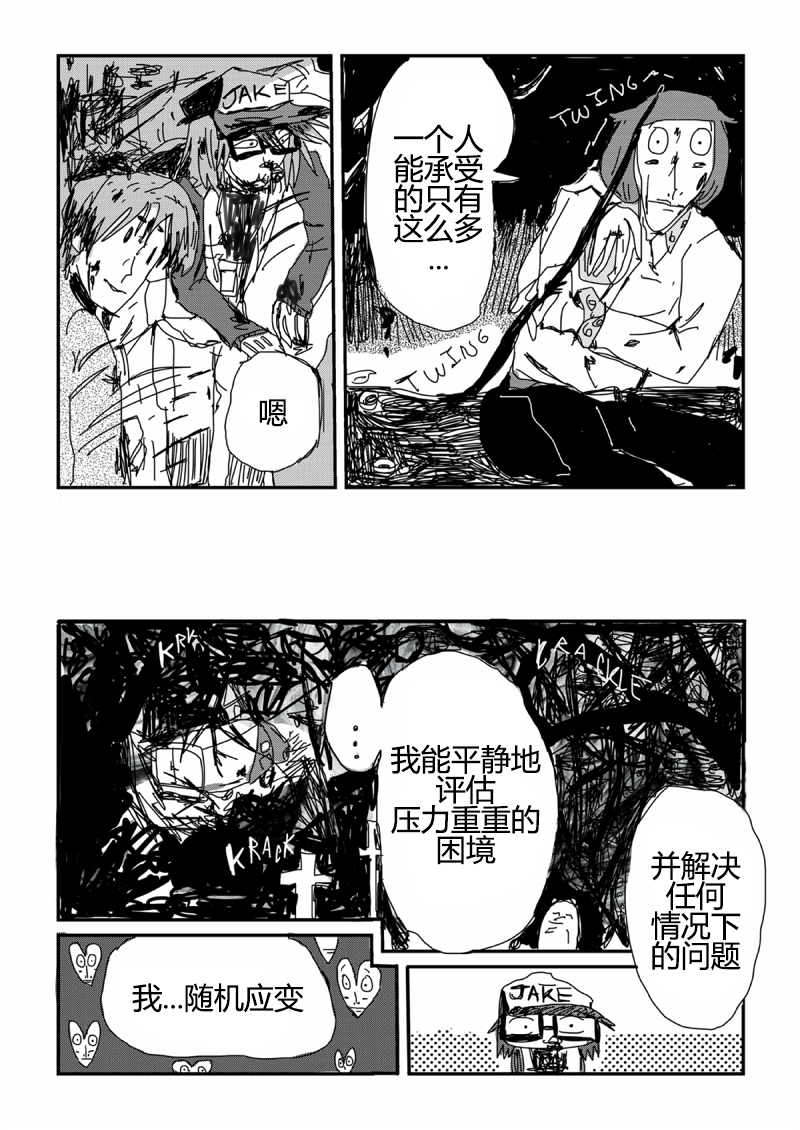 JAKE
嗯
TWING
一个人
能承受
的只有
这么多
...
TWING
KRK
KRACKLE
...
我能平静地
评估
压力重重的
困境
KRACK
并解决
任何
情况下
的问题
我...随机应变
JAKE